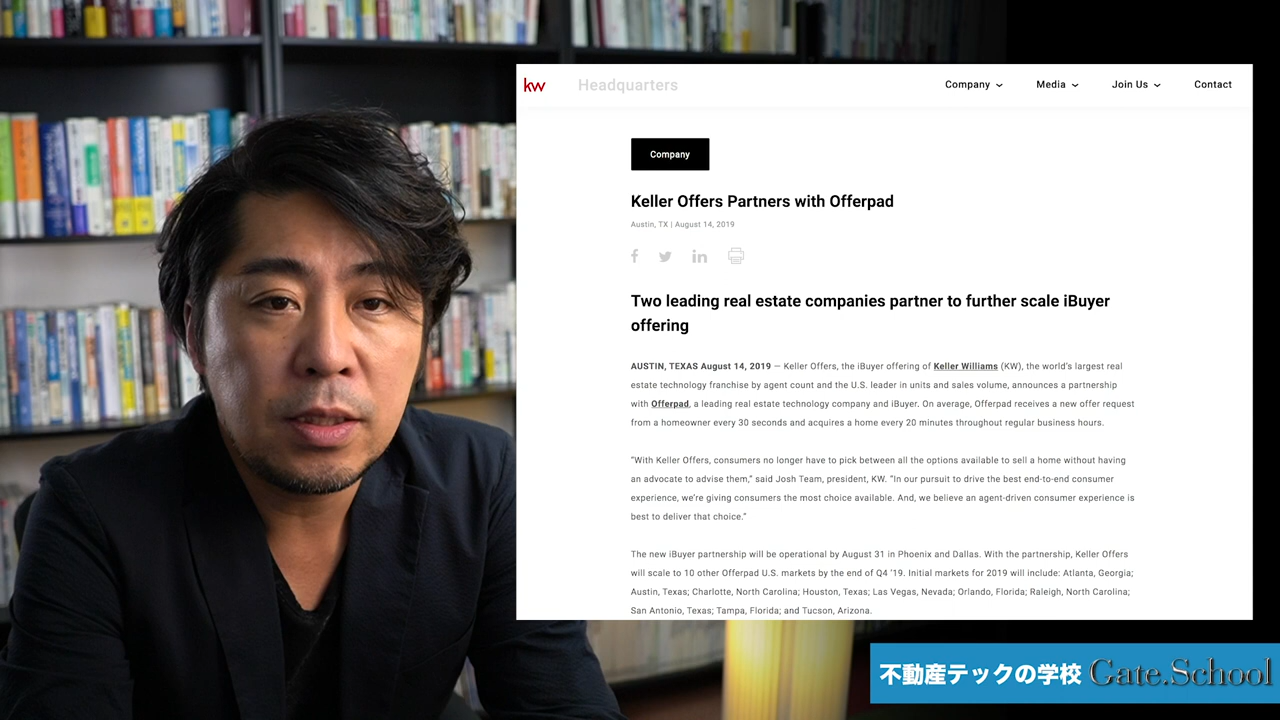 kw Headquarters Company Media Join Us Contact
Company
Keller Offers Partners with Offerpad
Austin, TX | August 14, 2019
Two leading real estate companies partner to further scale iBuyer
offering
AUSTIN, TEXAS August 14, 2019 — Keller Offers, the iBuyer offering of Keller Williams (KW), the world's largest real
estate technology franchise by agent count and the U.S. leader in units and sales volume, announces a partnership
with Offerpad, a leading real estate technology company and iBuyer. On average, Offerpad receives a new offer request
from a homeowner every 30 seconds and acquires a home every 20 minutes throughout regular business hours.
“With Keller Offers, consumers no longer have to pick between all the options available to sell a home without having
an advocate to advise them,” said Josh Team, president, KW. “In our pursuit to drive the best end-to-end consumer
experience, we're giving consumers the most choice available. And, we believe an agent-driven consumer experience is
best to deliver that choice.”
The new iBuyer partnership will be operational by August 31 in Phoenix and Dallas. With the partnership, Keller Offers
will scale to 10 other Offerpad U.S. markets by the end of Q4 '19. Initial markets for 2019 will include: Atlanta, Georgia;
Austin, Texas; Charlotte, North Carolina; Houston, Texas; Las Vegas, Nevada; Orlando, Florida; Raleigh, North Carolina;
San Antonio, Texas; Tampa, Florida; and Tucson, Arizona.
不動産テックの学校 Gate.School